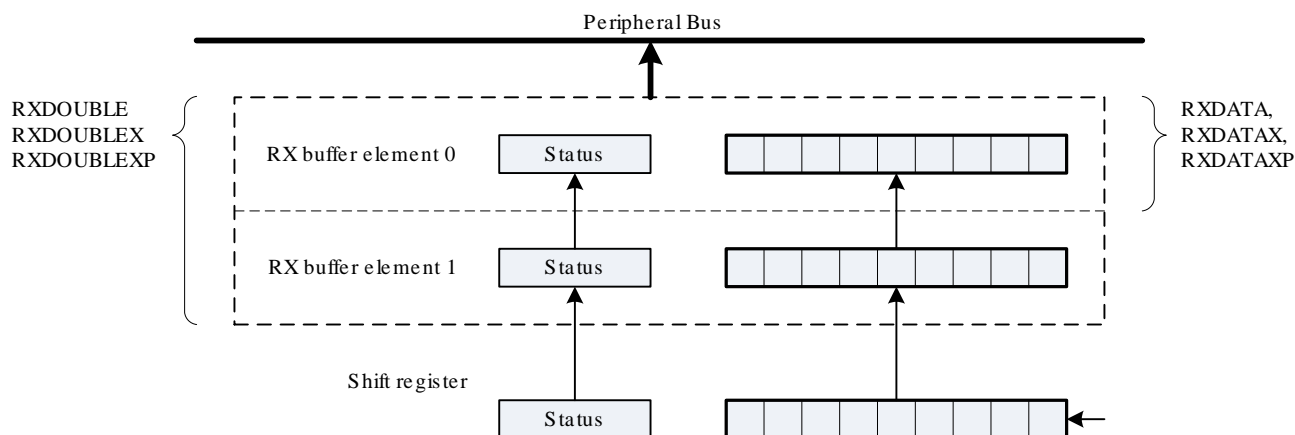 Peripheral Bus
RXDOUBLE
RXDOUBLEX
RXDOUBLEXP
RXDATA,
RXDATAX,
RXDATAXP
RX buffer element 0
Status
RX buffer element 1
Status
Shift register
Status